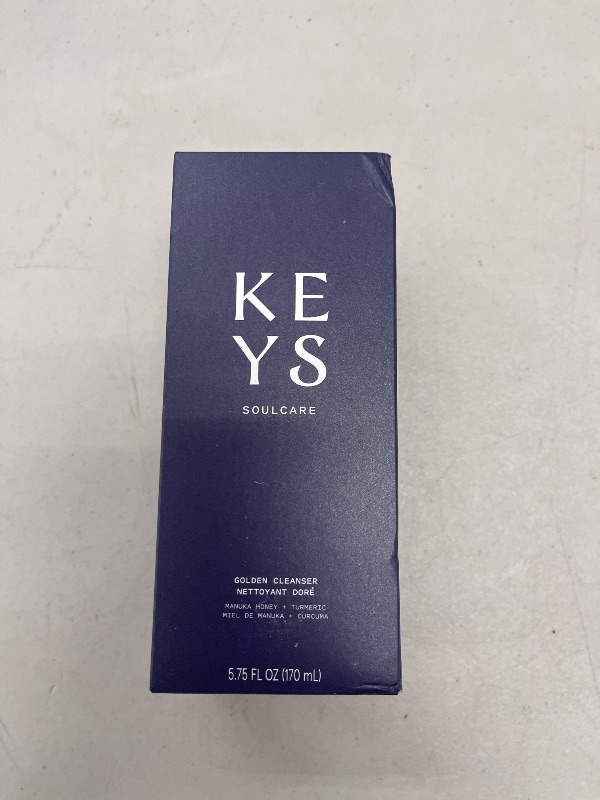 KE
YS
SOULCARE
GOLDEN CLEANSER
NETTOYANT DORÉ
MANUKA HONEY + TURMERIC
MIEL DE MANUKA + CURCUMA
5.75 FL OZ (170 mL)